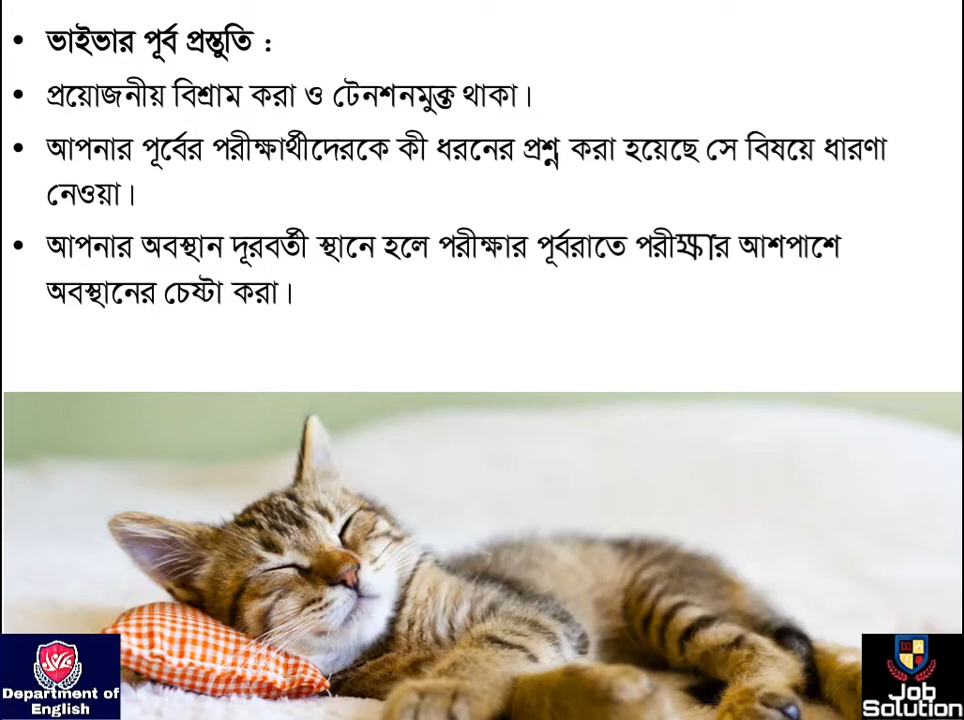 • ভাইভার পূর্ব প্রস্তুতি :
• প্রয়োজনীয় বিশ্রাম করা ও টেনশনমুক্ত থাকা।
• আপনার পূর্বের পরীক্ষার্থীদেরকে কী ধরনের প্রশ্ন করা হয়েছে সে বিষয়ে ধারণা
নেওয়া।
• আপনার অবস্থান দূরবর্তী স্থানে হলে পরীক্ষার পূর্বরাতে পরীক্ষার আশপাশে
অবস্থানের চেষ্টা করা।
Department of
English
Job
Solution